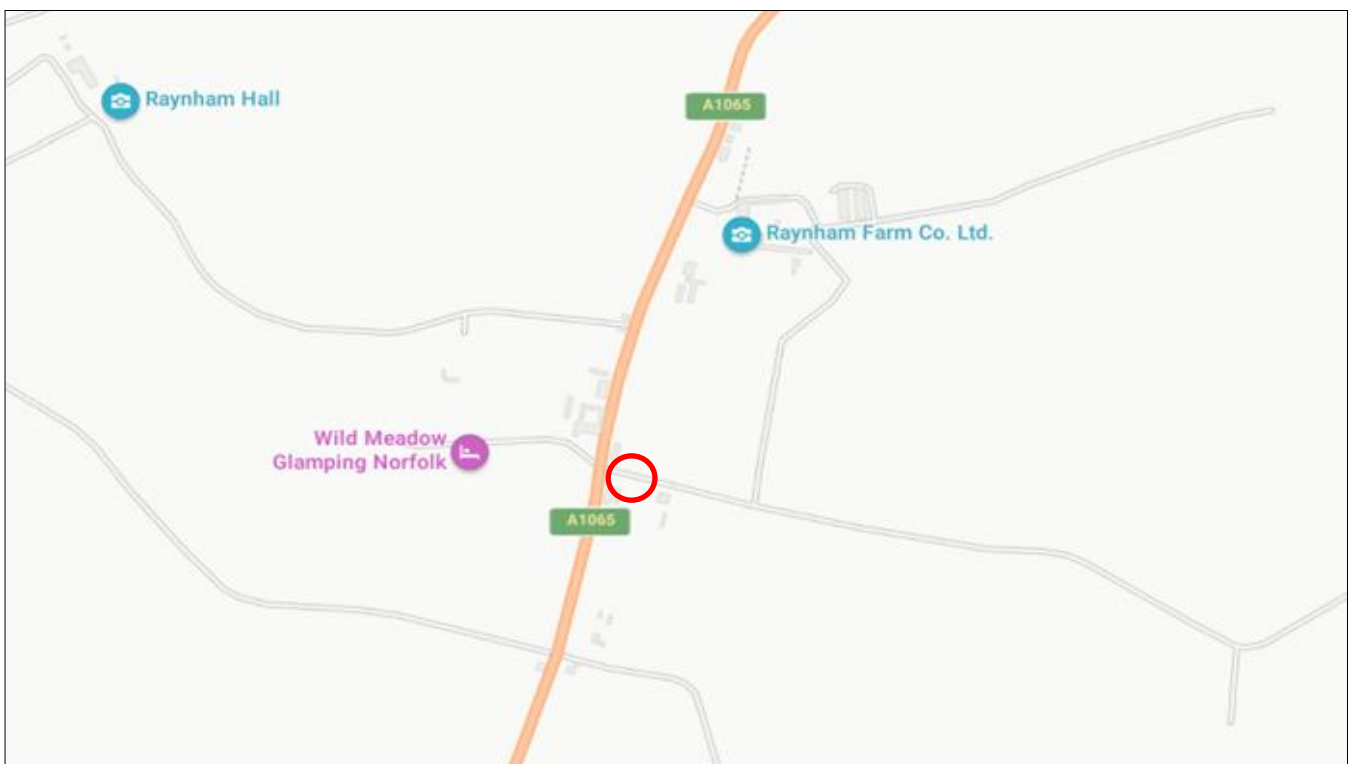 Raynham Hall
A1065
Raynham Farm Co. Ltd.
Wild Meadow
Glamping Norfolk
A1065